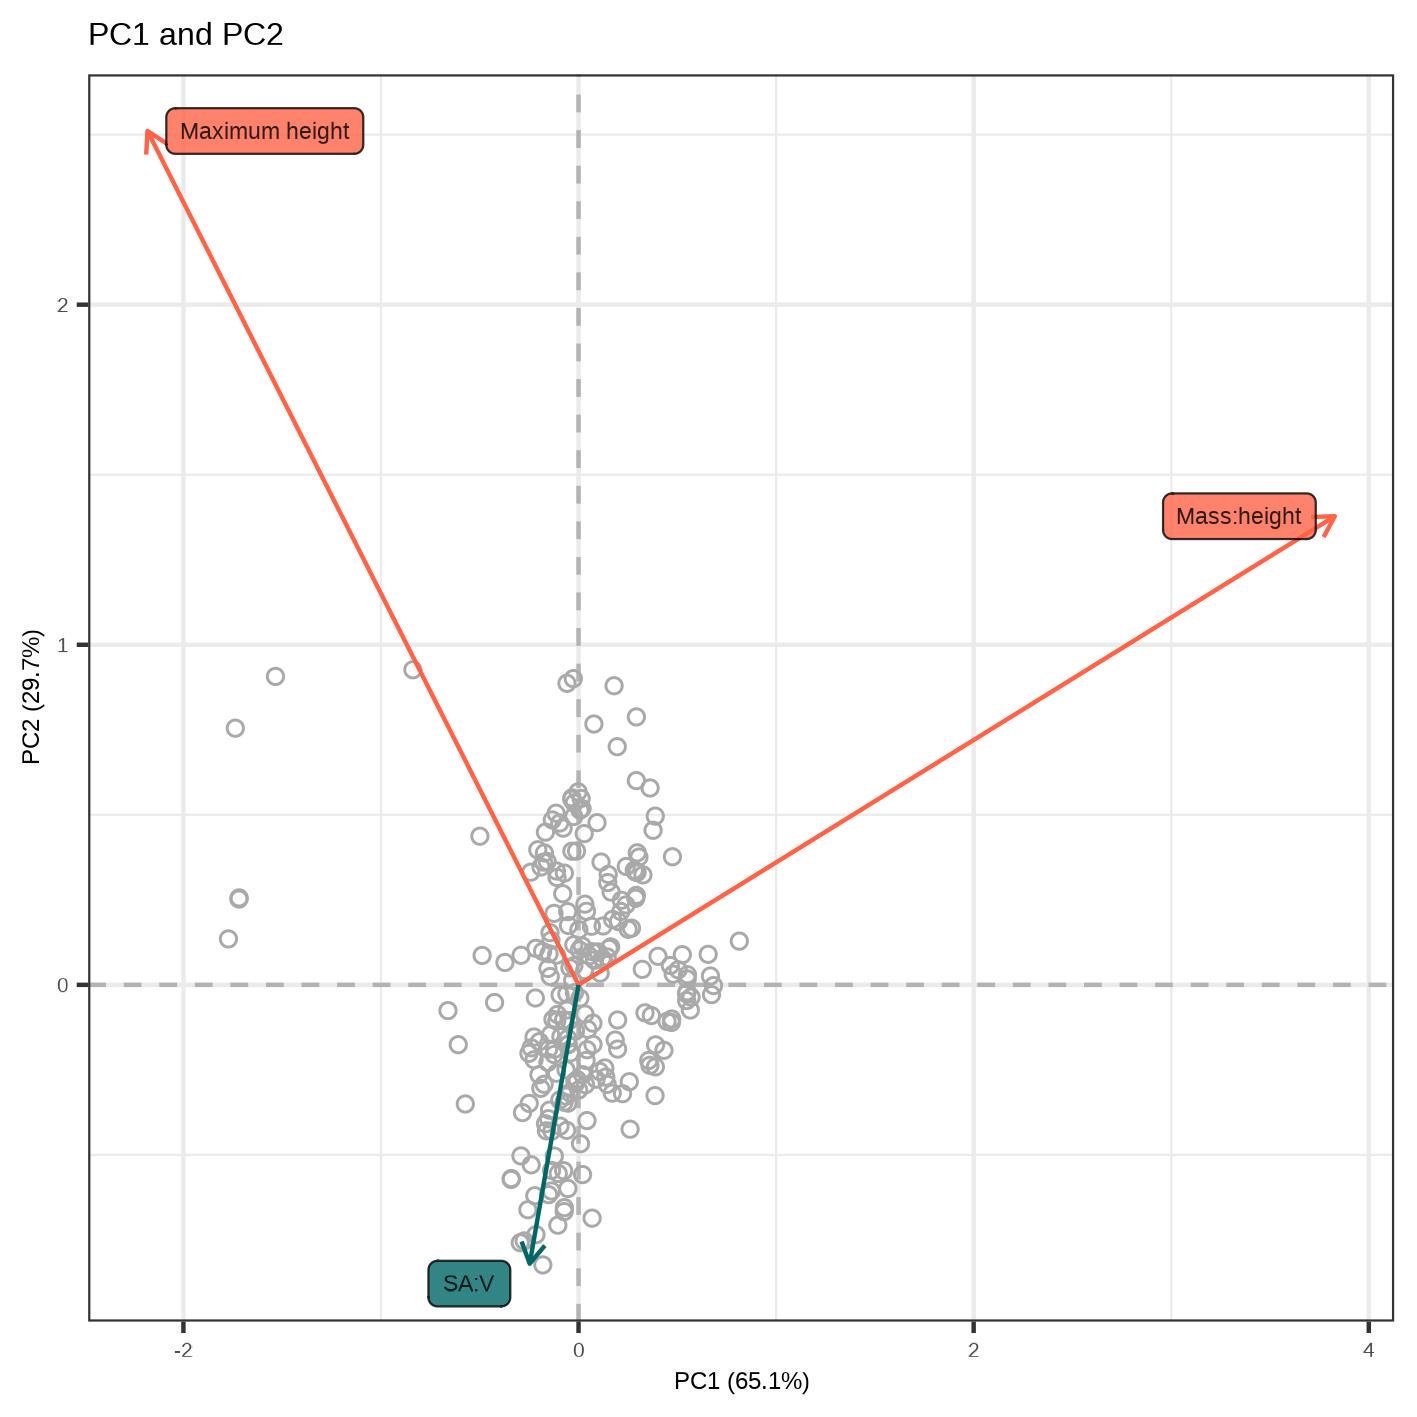 PC1 and PC2
Maximum height
Mass:height
SA:V
2
1
0
PC2 (29.7%)
-2
0
2
4
PC1 (65.1%)